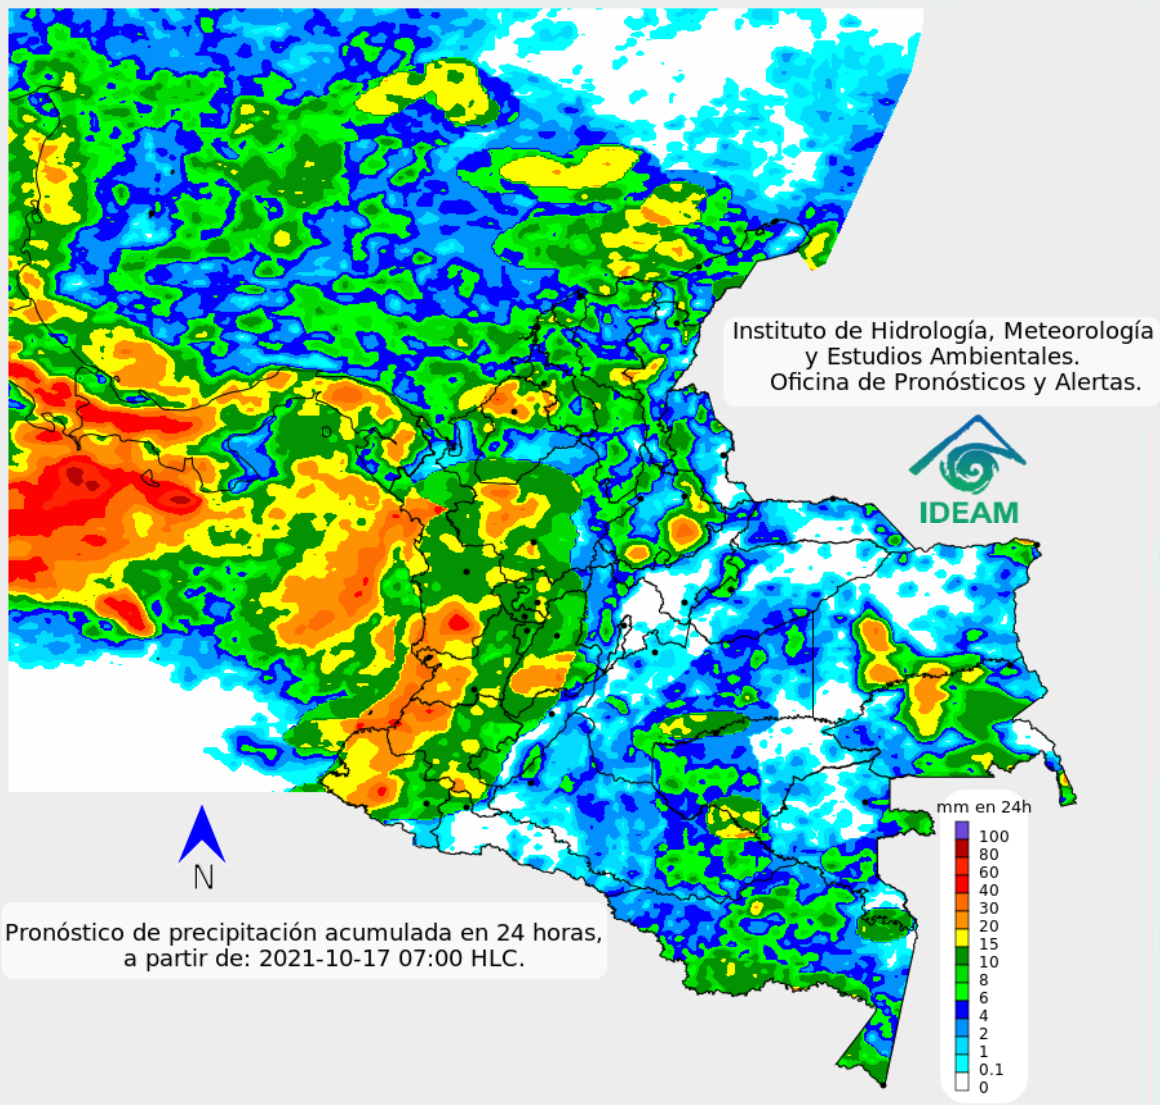 Instituto de Hidrología, Meteorología
y Estudios Ambientales.
Oficina de Pronósticos y Alertas.
IDEAM
mm en 24h
100
80
60
40
30
20
15
10
8
6
4
2
1
0.1
0
N
Pronóstico de precipitación acumulada en 24 horas,
a partir de: 2021-10-17 07:00 HLC.